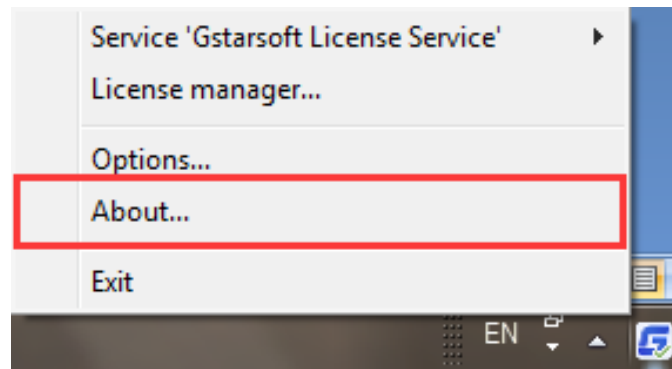 Service 'Gstarsoft License Service'
License manager...
Options...
About...
Exit
EN